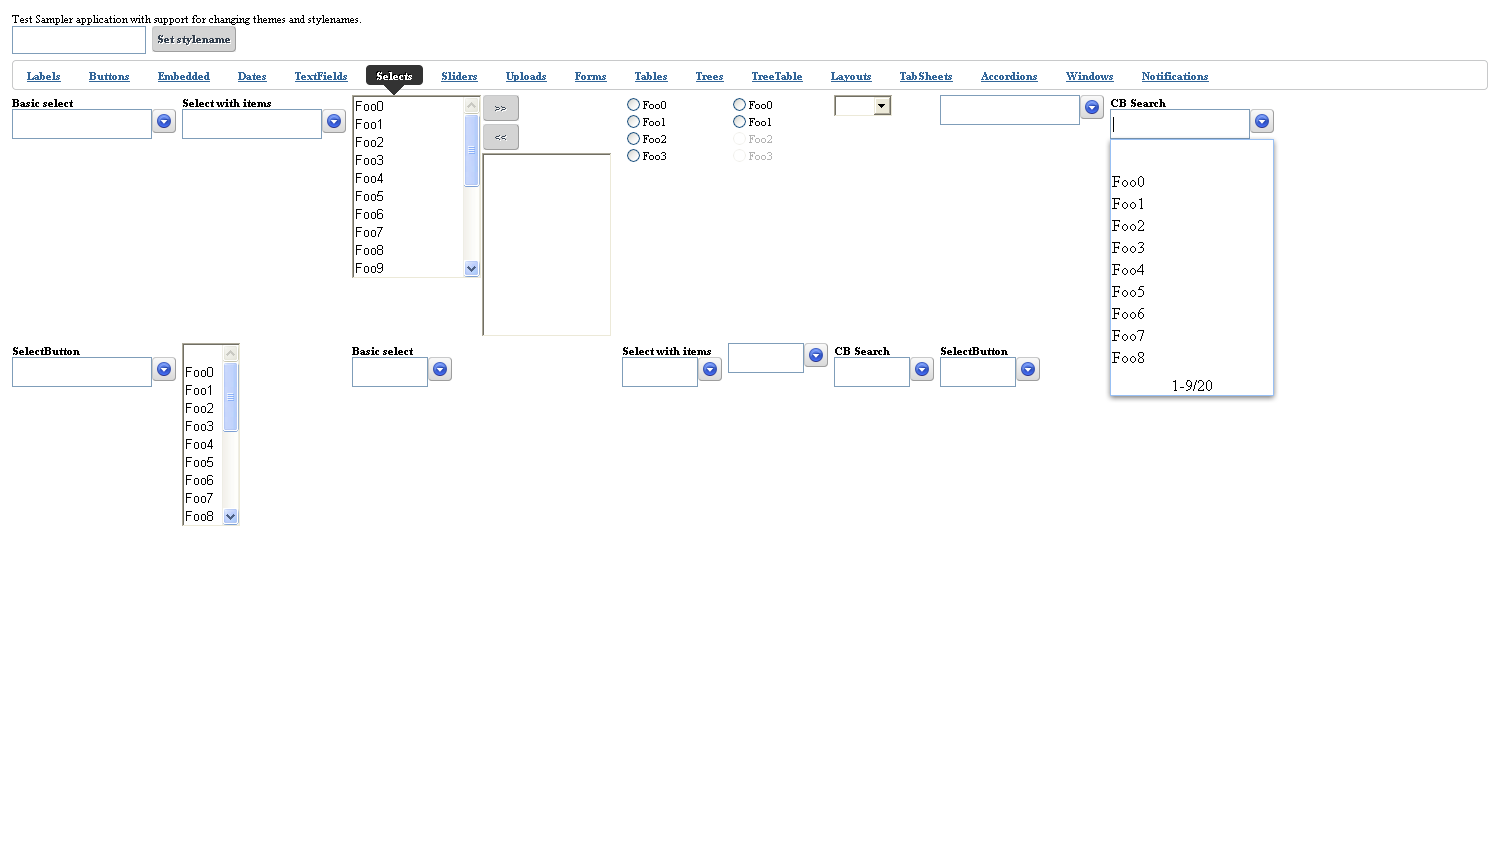 Test Sampler application with support for changing themes and stylenames.
Set stylename
Labels Buttons Embedded Dates TextFields Selects Sliders Uploads Forms Tables Trees TreeTable Layouts TabSheets Accordions Windows Notifications
Basic select
Select with items
Foo0
Foo1
Foo2
Foo3
Foo4
Foo5
Foo6
Foo7
Foo8
Foo9
>>
<<
Foo0
Foo1
Foo2
Foo3
Foo0
Foo1
Foo2
Foo3
CB Search
Foo0
Foo1
Foo2
Foo3
Foo4
Foo5
Foo6
Foo7
Foo8
1-9/20
SelectButton
Foo0
Foo1
Foo2
Foo3
Foo4
Foo5
Foo6
Foo7
Foo8
Basic select
Select with items
CB Search
SelectButton